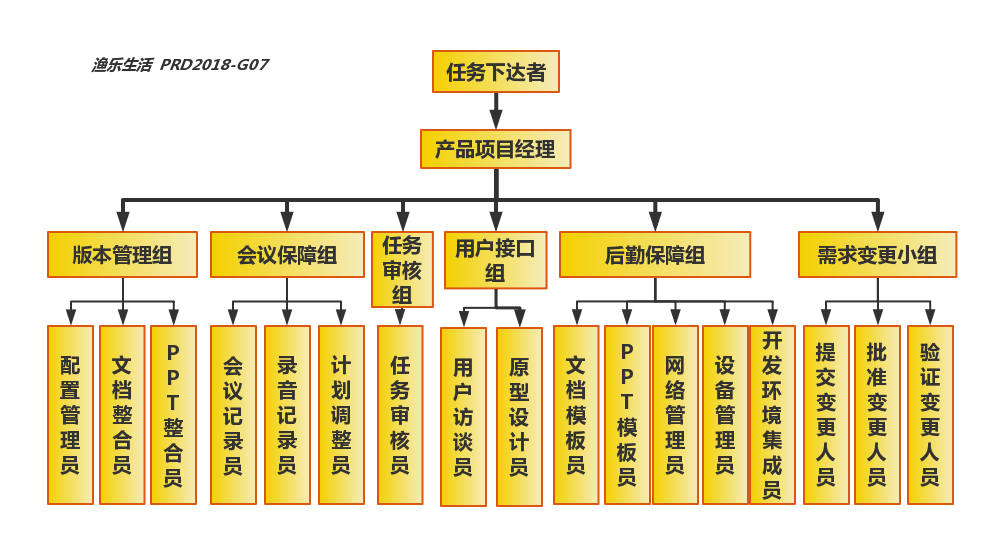 渔乐生活 PRD2018-G07
任务下达者
产品项目经理
版本管理组
会议保障组
任务
审核
组
用户接口
组
后勤保障组
需求变更小组
配置管理员
文档整合员
PPT整合员
会议记录员
录音记录员
计划调整员
任务审核员
用户访谈员
原型设计员
文档模板员
PPT模板员
网络管理员
设备管理员
开发环境集成员
提交变更人员
批准变更人员
验证变更人员